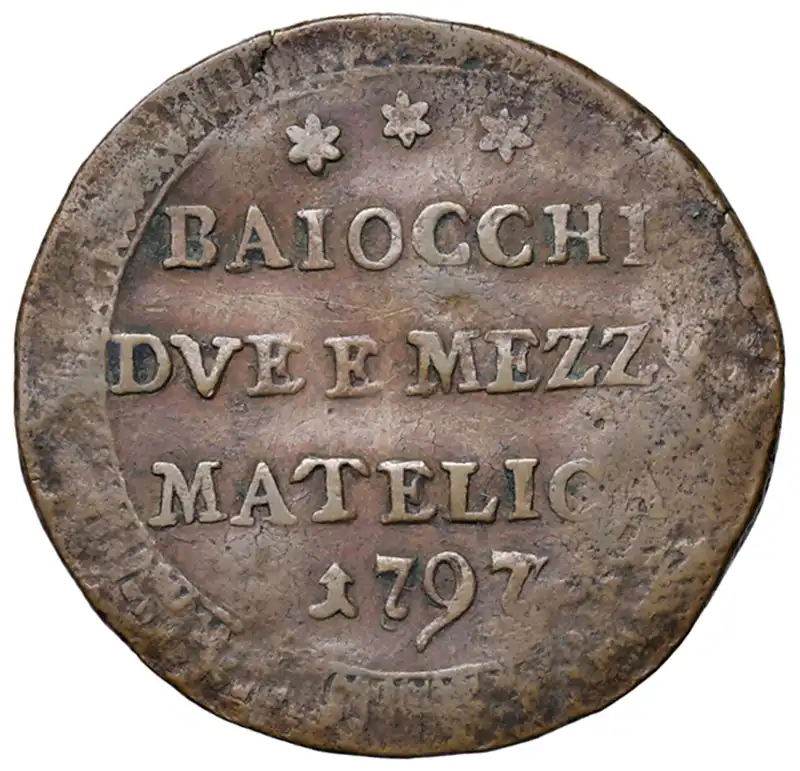 BAIOCCHI
DVE E MEZZ
MATELICA
1797